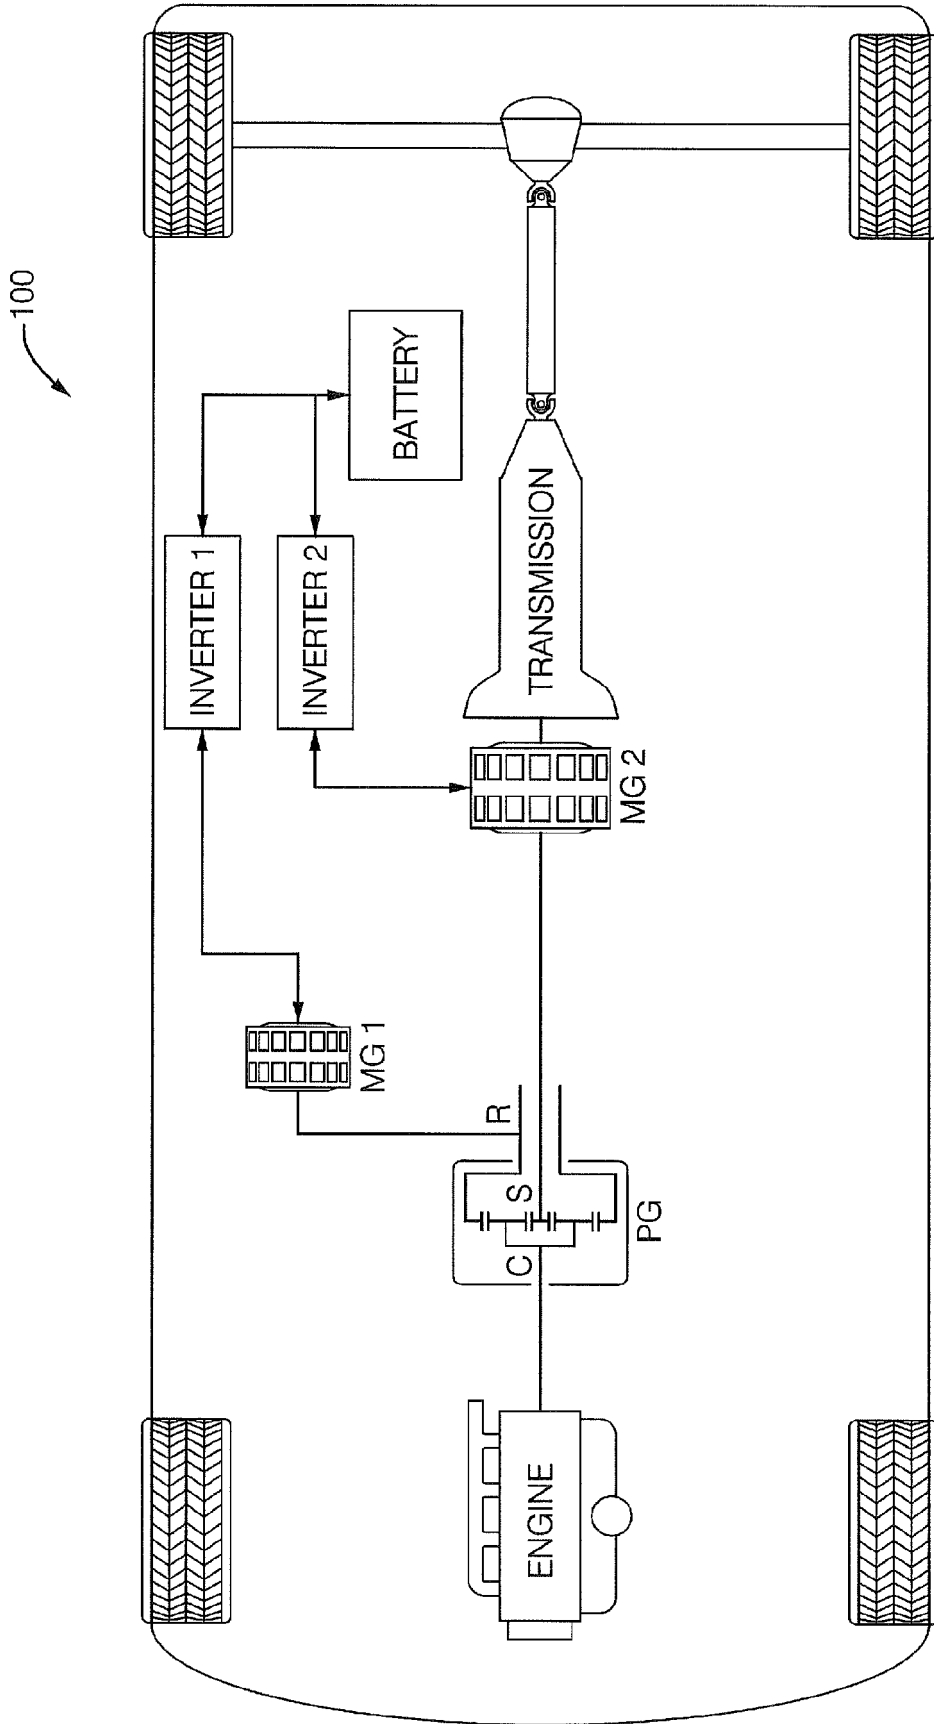 100
BATTERY
INVERTER 1
INVERTER 2
TRANSMISSION
MG 2
MG 1
R
S
C
PG
ENGINE